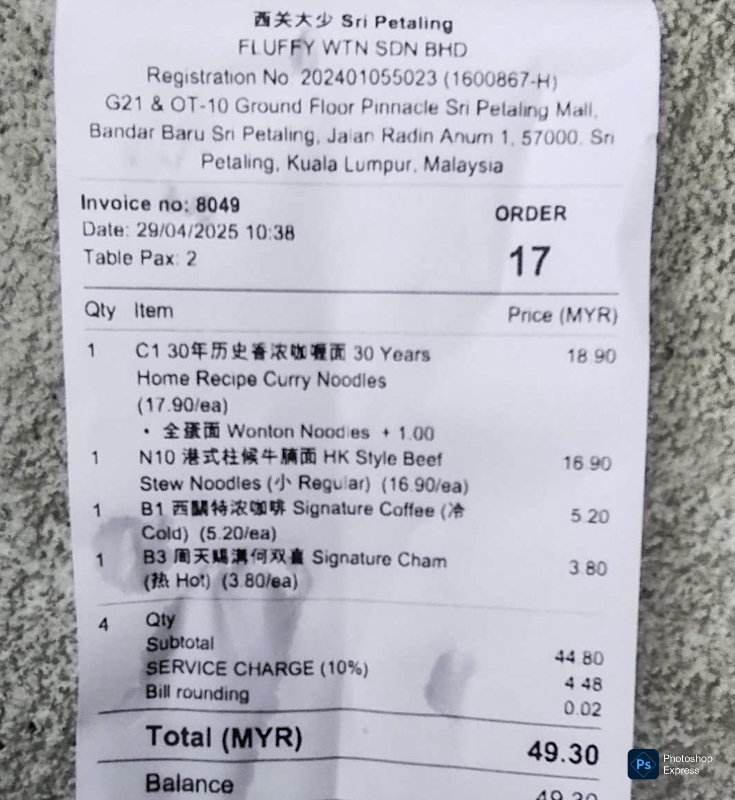 西关大少 Sri Petaling
FLUFFY WTN SDN BHD
Registration No. 202401055023 (1600867-H)
G21 & OT-10 Ground Floor Pinnacle Sri Petaling Mall,
Bandar Baru Sri Petaling, Jalan Radin Anum 1, 57000, Sri
Petaling, Kuala Lumpur, Malaysia
Invoice no: 8049
ORDER
Date: 29/04/2025 10:38
Table Pax: 2
17
Qty Item Price (MYR)
1 C1 30年历史香浓咖喱面 30 Years 18.90
Home Recipe Curry Noodles
(17.90/ea)
• 全蛋面 Wonton Noodles + 1.00
1 N10 港式柱候牛腩面 HK Style Beef 16.90
Stew Noodles (小 Regular) (16.90/ea)
1 B1 西關特浓咖啡 Signature Coffee (冷 5.20
Cold) (5.20/ea)
1 B3 周天 双喜 Signature Cham 3.80
(热 Hot) (3.80/ea)
4 Qty
Subtotal 44.80
SERVICE CHARGE (10%) 4.48
Bill rounding 0.02
Total (MYR) 49.30
Balance 49.30
Ps Photoshop
Express